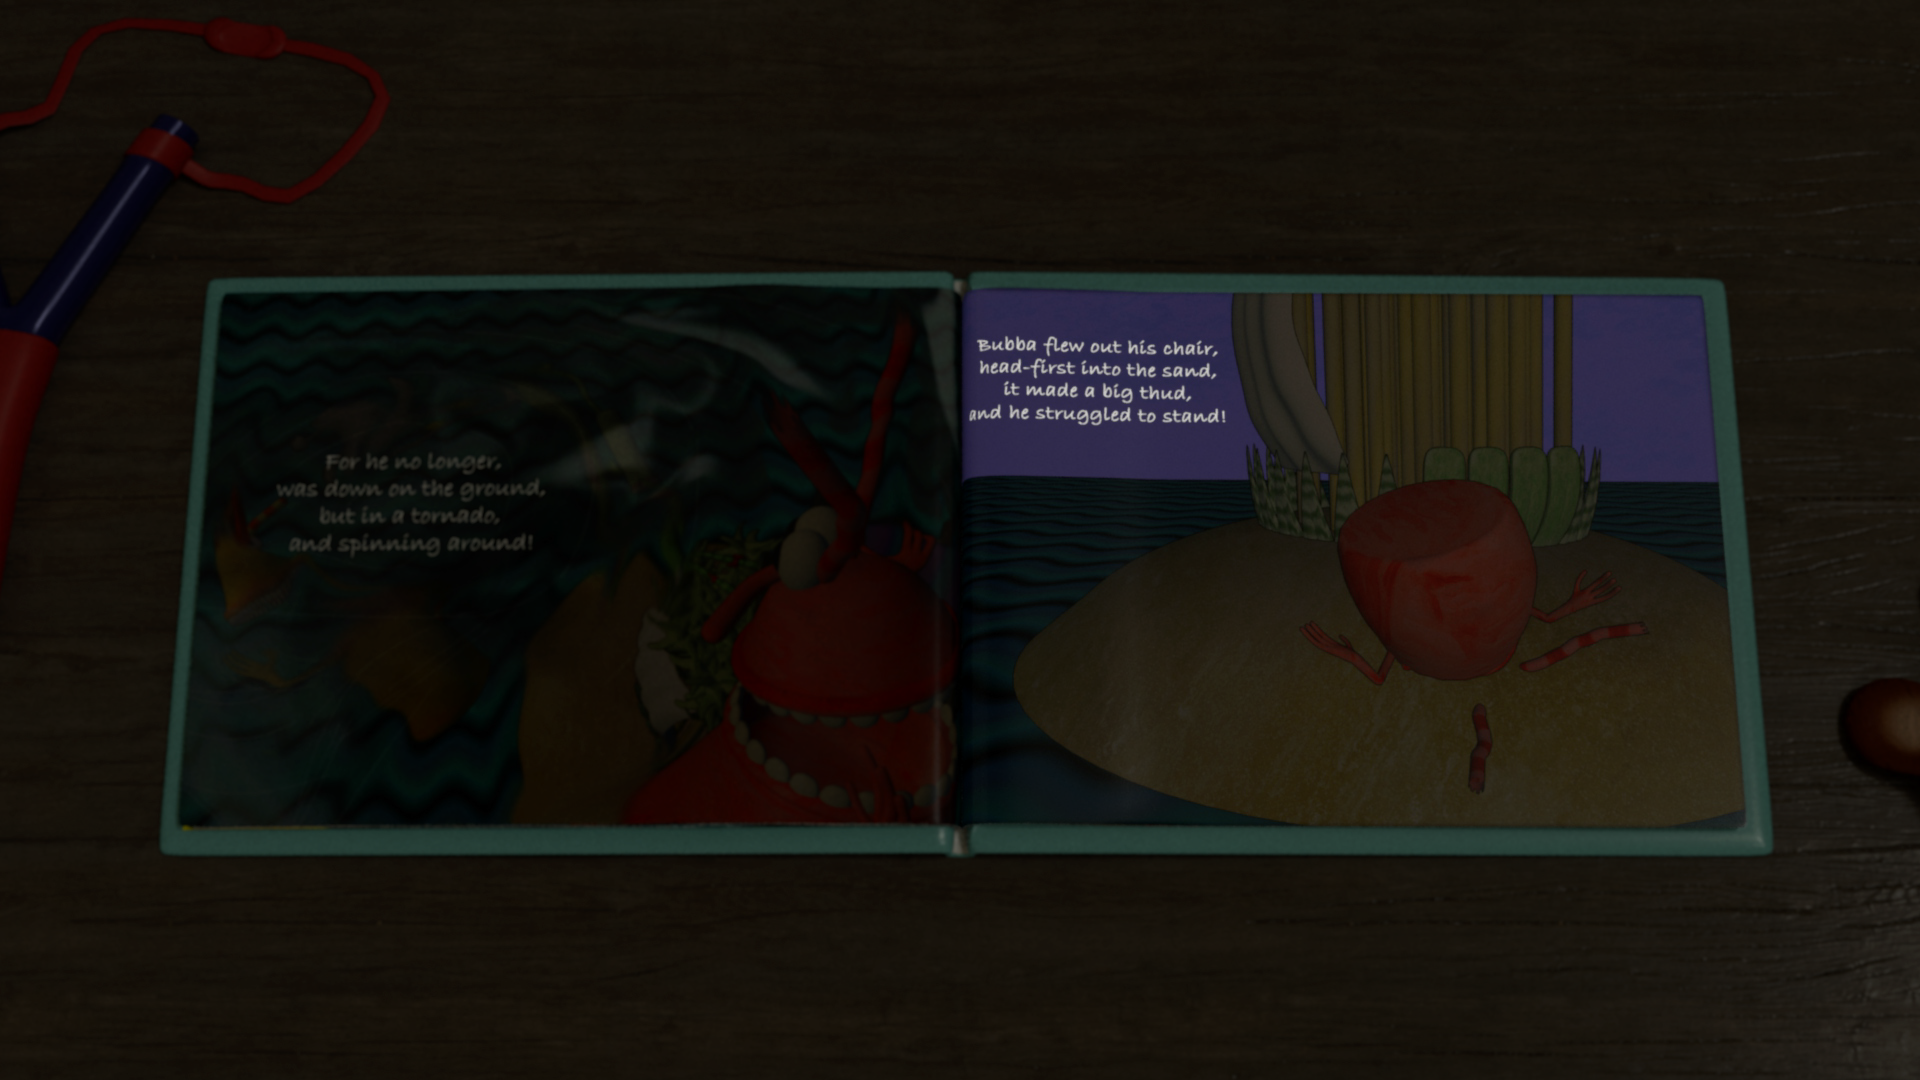 For he no longer,
was down on the ground,
but in a tornado,
and spinning around!
Bubba flew out his chair,
head-first into the sand,
it made a big thud,
and he struggled to stand!